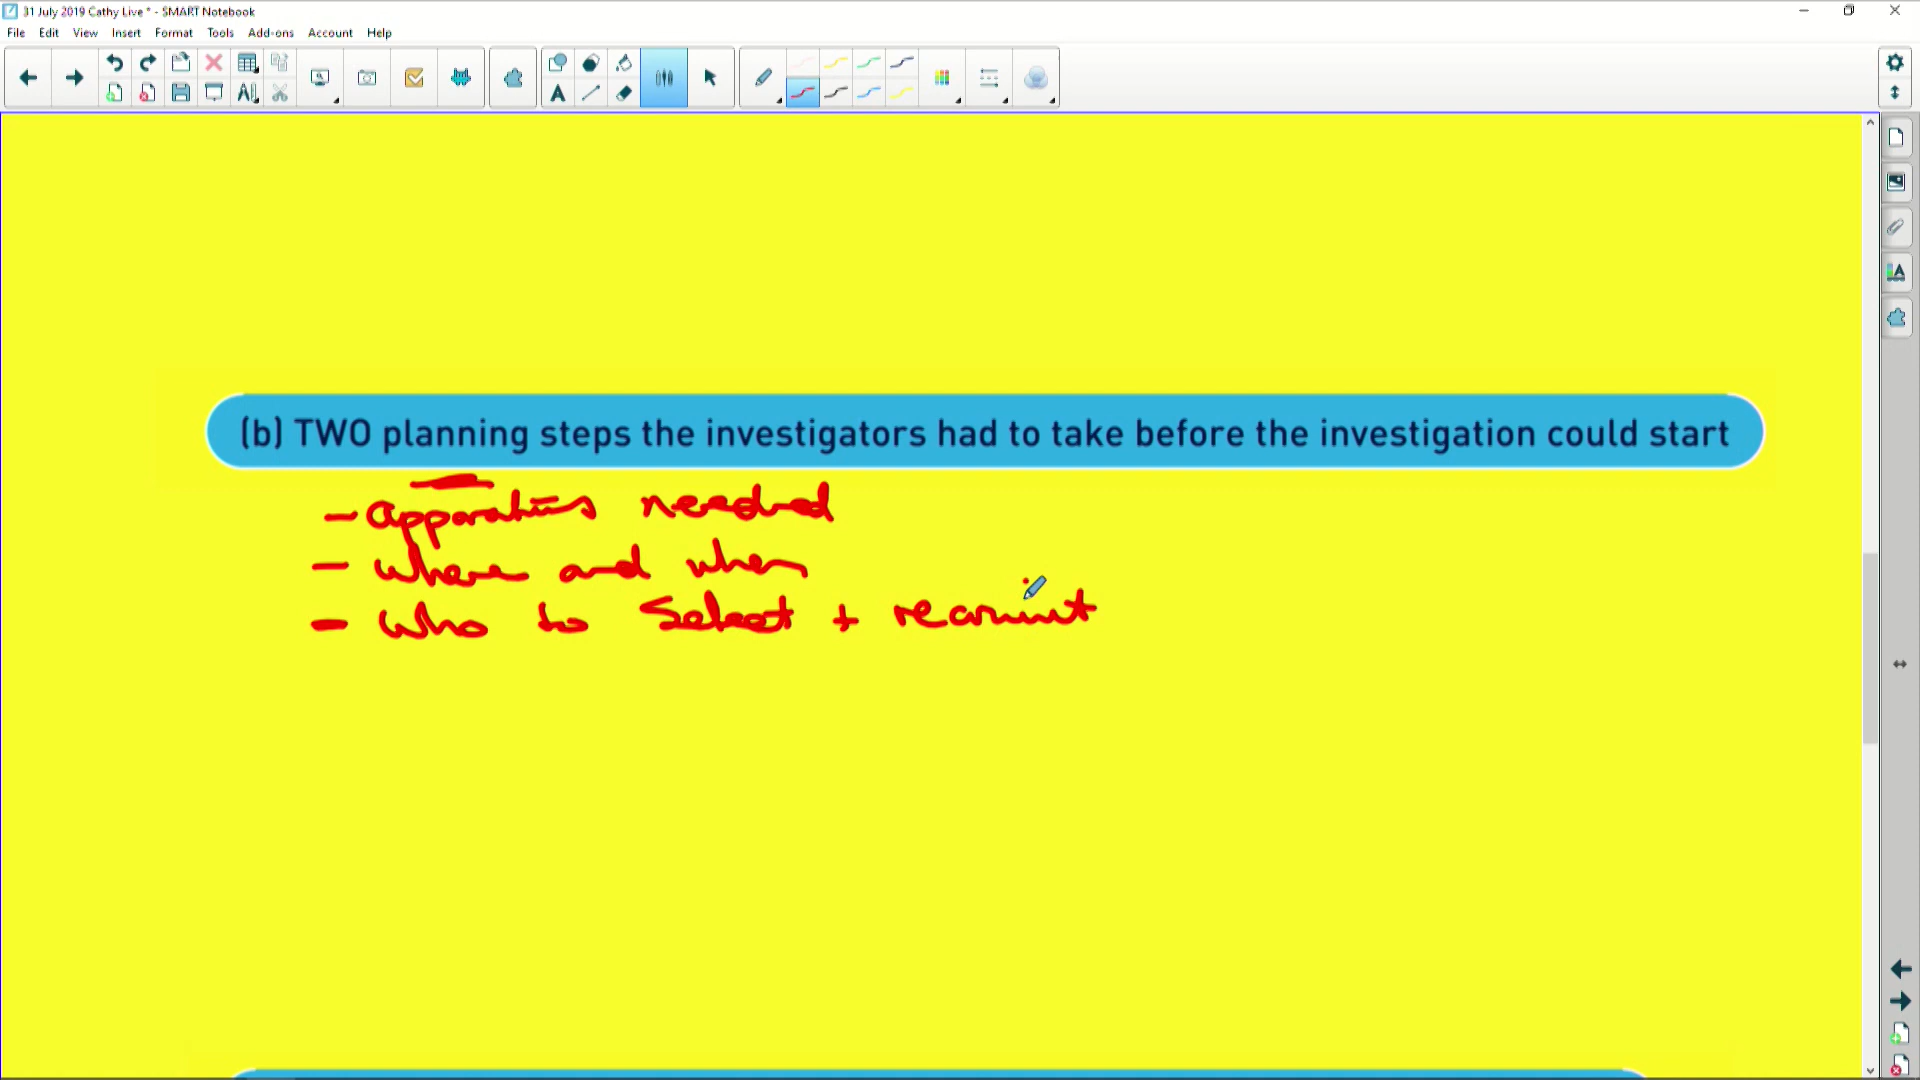 31 July 2019 Cathy Live * - SMART Notebook
File Edit View Insert Format Tools Add-ons Account Help
(b) TWO planning steps the investigators had to take before the investigation could start
- apparatus needed
- where and when
- who to select + recruit